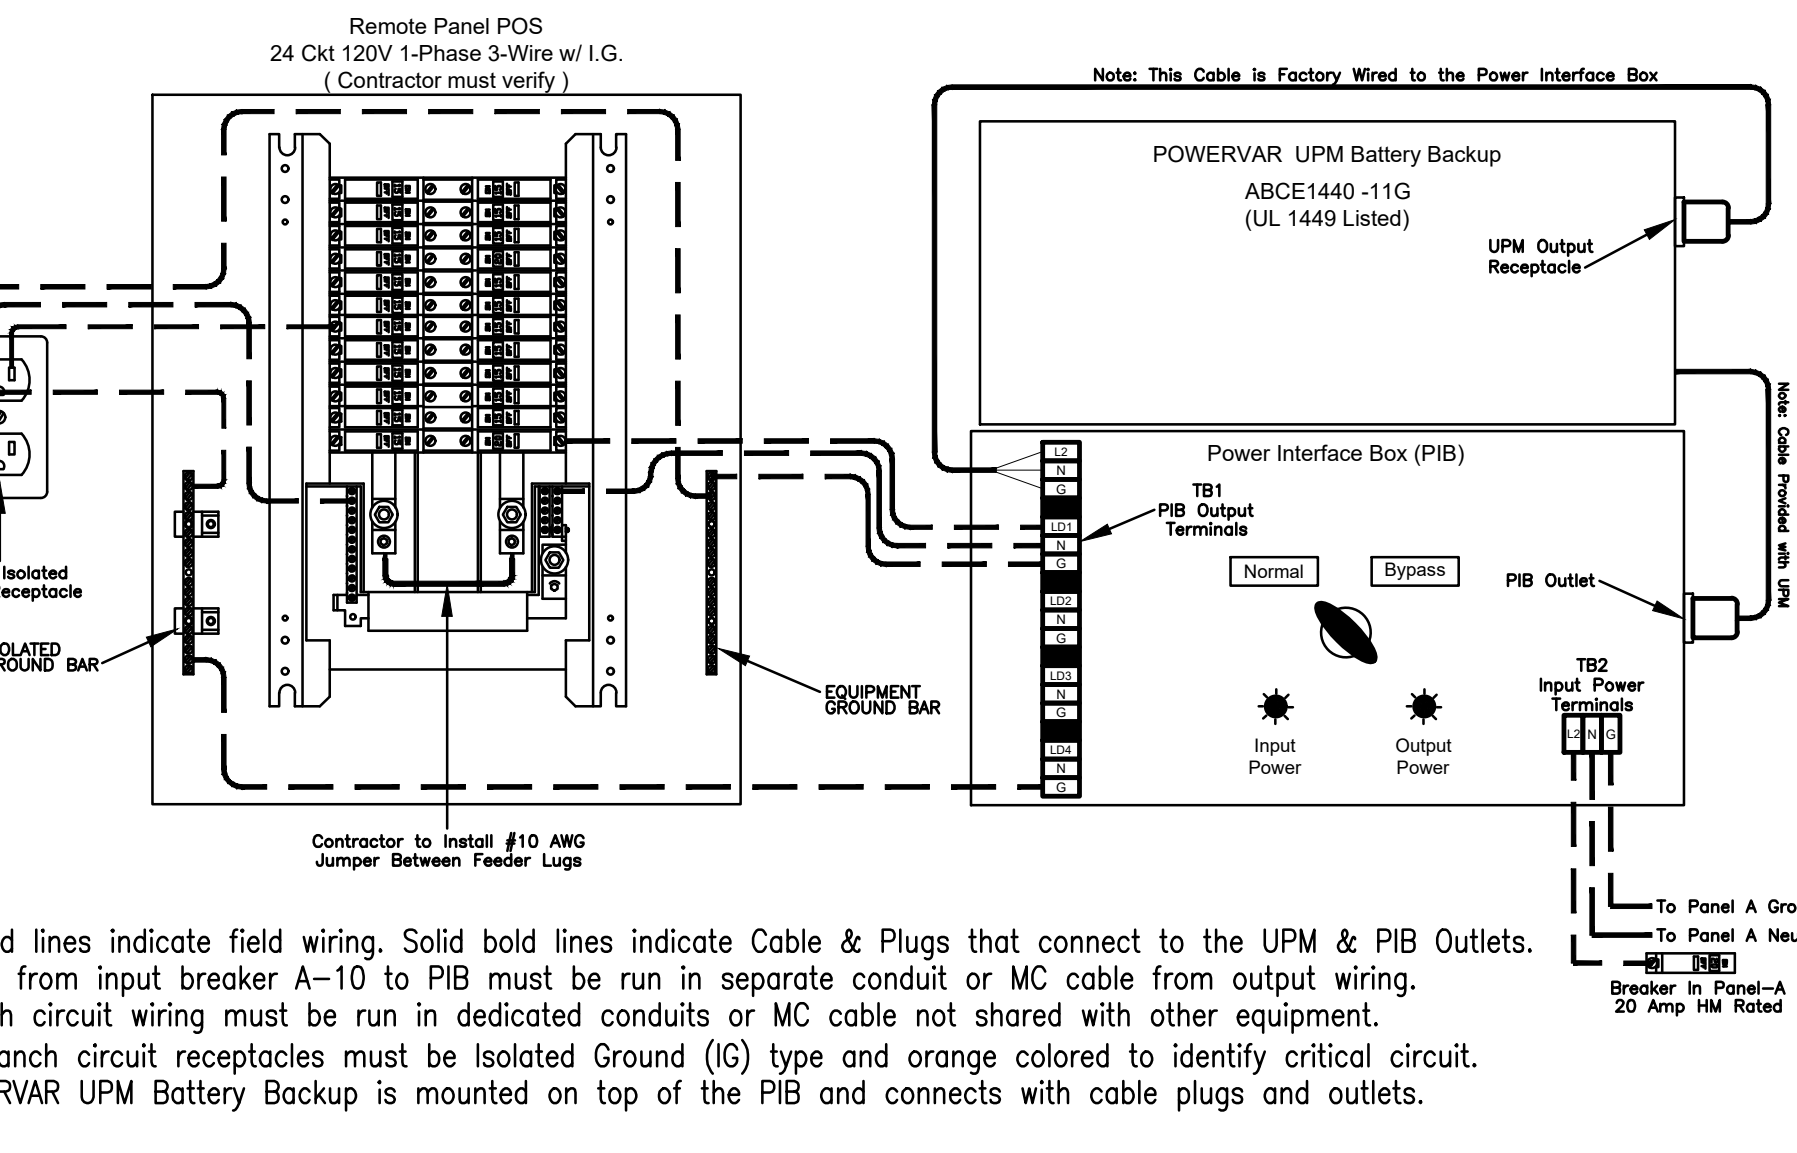 Remote Panel POS
24 Ckt 120V 1-Phase 3-Wire w/ I.G.
( Contractor must verify )
Note: This Cable is Factory Wired to the Power Interface Box
POWERVAR UPM Battery Backup
ABCE1440 -11G
(UL 1449 Listed)
UPM Output
Receptacle
Note: Cable Provided with UPM
Power Interface Box (PIB)
L2
N
G
LD1
N
G
LD2
N
G
LD3
N
G
LD4
N
G
TB1
PIB Output
Terminals
Normal
Bypass
PIB Outlet
Input
Power
Output
Power
TB2
Input Power
Terminals
L2 N G
Isolated
eceptacle
OLATED
ROUND BAR
EQUIPMENT
GROUND BAR
Contractor to Install #10 AWG
Jumper Between Feeder Lugs
To Panel A Gro
To Panel A Neu
Breaker In Panel-A
20 Amp HM Rated
d lines indicate field wiring. Solid bold lines indicate Cable & Plugs that connect to the UPM & PIB Outlets.
from input breaker A-10 to PIB must be run in separate conduit or MC cable from output wiring.
h circuit wiring must be run in dedicated conduits or MC cable not shared with other equipment.
anch circuit receptacles must be Isolated Ground (IG) type and orange colored to identify critical circuit.
RVAR UPM Battery Backup is mounted on top of the PIB and connects with cable plugs and outlets.